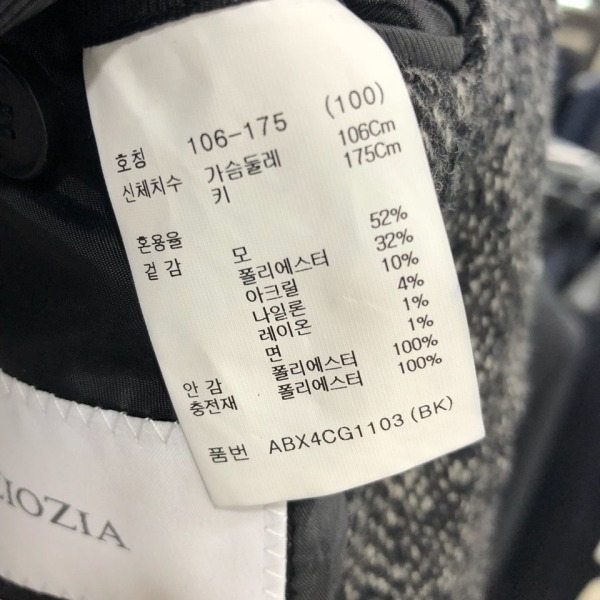 호칭 106-175 (100)
신체치수 가슴둘레 106Cm
키 175Cm
혼용율
겉감 모 52%
폴리에스터 32%
아크릴 10%
나일론 4%
레이온 1%
면 1%
안감 폴리에스터 100%
충전재 폴리에스터 100%
품번 ABX4CG1103 (BK)
IOZIA